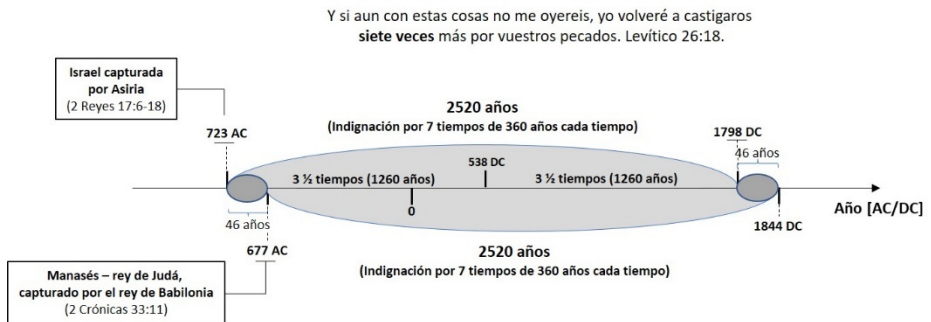 Y si aun con estas cosas no me oyereis, yo volveré a castigaros
siete veces más por vuestros pecados. Levítico 26:18.
Israel capturada
por Asiria
(2 Reyes 17:6-18)
2520 años
(Indignación por 7 tiempos de 360 años cada tiempo)
723 AC
1798 DC
46 años
538 DC
3 ½ tiempos (1260 años)
3 ½ tiempos (1260 años)
0
Año [AC/DC]
46 años
677 AC
1844 DC
2520 años
(Indignación por 7 tiempos de 360 años cada tiempo)
Manasés – rey de Judá,
capturado por el rey de Babilonia
(2 Crónicas 33:11)